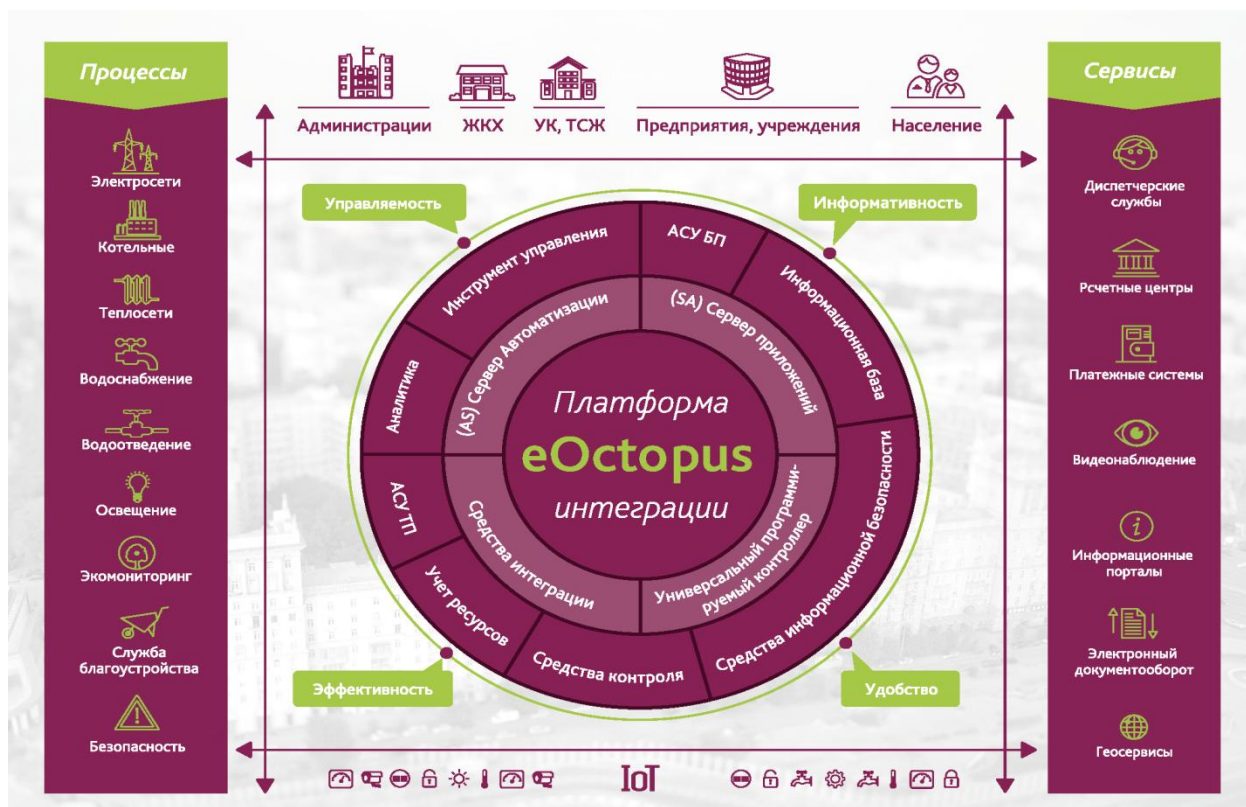 Процессы
Электросети
Котельные
Теплосети
Водоснабжение
Водоотведение
Освещение
Экомониторинг
Служба
благоустройства
Безопасность
Администрации
ЖКХ
УК, ТСЖ
Предприятия, учреждения
Население
Управляемость
Информативность
Инструмент управления
АСУ БП
Информационная база
Аналитика
(AS) Сервер Автоматизации
(SA) Сервер приложений
Платформа
eOctopus
интеграции
АСУ ТП
Средства интеграции
Универсальный программи-
руемый контроллер
Средства информационной безопасности
Учет ресурсов
Средства контроля
Эффективность
Удобство
IoT
Сервисы
Диспетчерские
службы
Рсчетные центры
Платежные системы
Видеонаблюдение
Информационные
порталы
Электронный
документооборот
Геосервисы